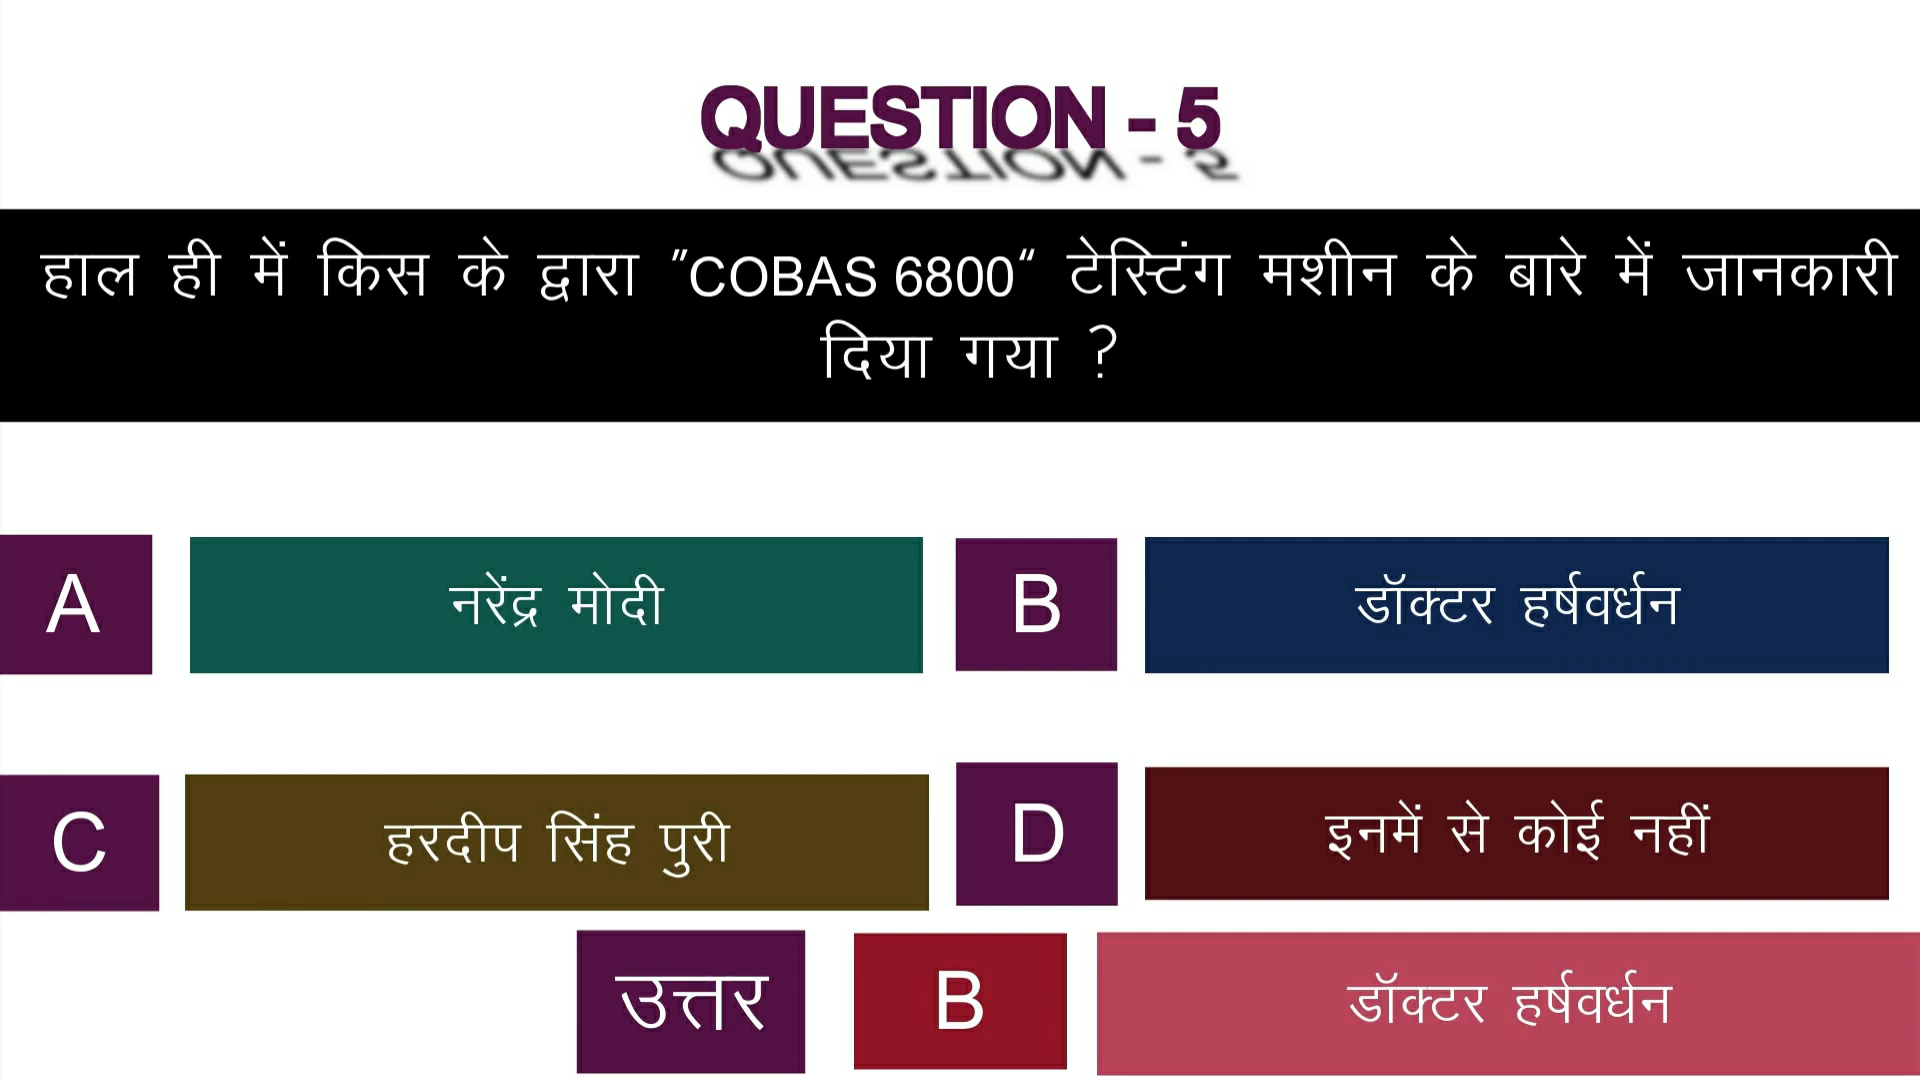 QUESTION - 5
हाल ही में किस के द्वारा "COBAS 6800" टेस्टिंग मशीन के बारे में जानकारी
दिया गया ?
A नरेंद्र मोदी B डॉक्टर हर्षवर्धन
C हरदीप सिंह पुरी D इनमें से कोई नहीं
उत्तर B डॉक्टर हर्षवर्धन